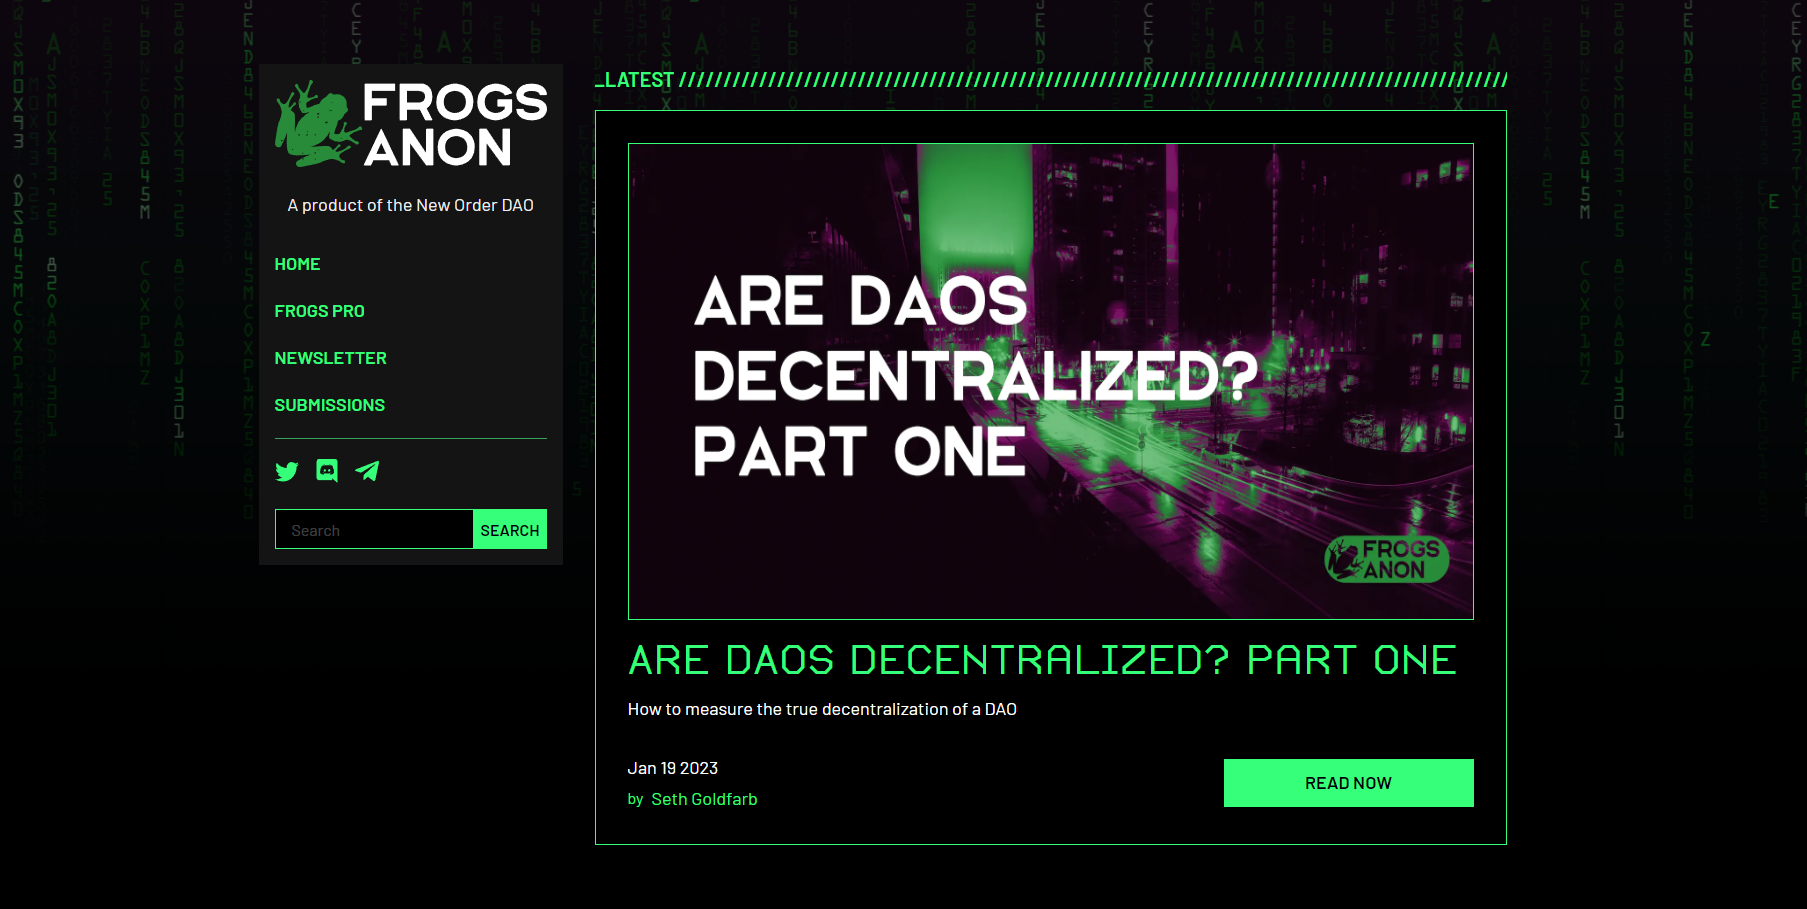 FROGS
ANON
A product of the New Order DAO
HOME
FROGS PRO
NEWSLETTER
SUBMISSIONS
Search
SEARCH
_LATEST ////////////////////////////////////////////////////////////////////////////////////////////
ARE DAOS
DECENTRALIZED?
PART ONE
FROGS
ANON
ARE DAOS DECENTRALIZED? PART ONE
How to measure the true decentralization of a DAO
Jan 19 2023
by Seth Goldfarb
READ NOW